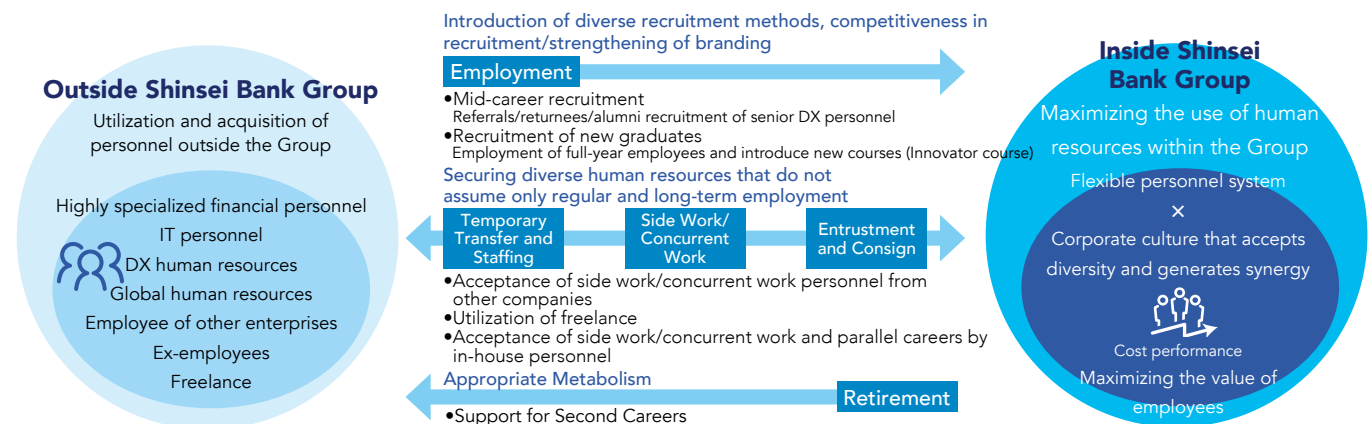 Outside Shinsei Bank Group
Utilization and acquisition of
personnel outside the Group
Highly specialized financial personnel
IT personnel
DX human resources
Global human resources
Employee of other enterprises
Ex-employees
Freelance
Introduction of diverse recruitment methods, competitiveness in
recruitment/strengthening of branding
Employment
•Mid-career recruitment
Referrals/returnees/alumni recruitment of senior DX personnel
•Recruitment of new graduates
Employment of full-year employees and introduce new courses (Innovator course)
Securing diverse human resources that do not
assume only regular and long-term employment
Temporary
Transfer and
Staffing
Side Work/
Concurrent
Work
Entrustment
and Consign
•Acceptance of side work/concurrent work personnel from
other companies
•Utilization of freelance
•Acceptance of side work/concurrent work and parallel careers by
in-house personnel
Appropriate Metabolism
Retirement
•Support for Second Careers
Inside Shinsei
Bank Group
Maximizing the use of human
resources within the Group
Flexible personnel system
×
Corporate culture that accepts
diversity and generates synergy
Cost performance
Maximizing the value of
employees